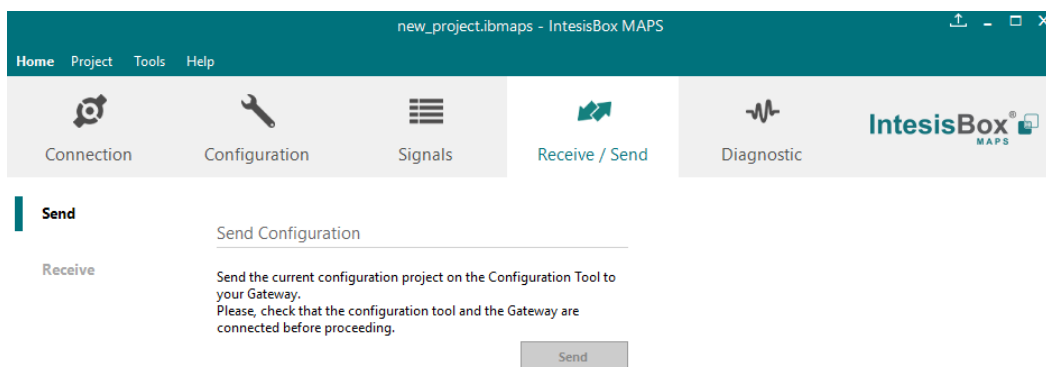 new_project.ibmaps - IntesisBox MAPS
Home Project Tools Help
Connection Configuration Signals Receive / Send Diagnostic
IntesisBox®
MAPS
Send
Send Configuration
Receive
Send the current configuration project on the Configuration Tool to
your Gateway.
Please, check that the configuration tool and the Gateway are
connected before proceeding.
Send